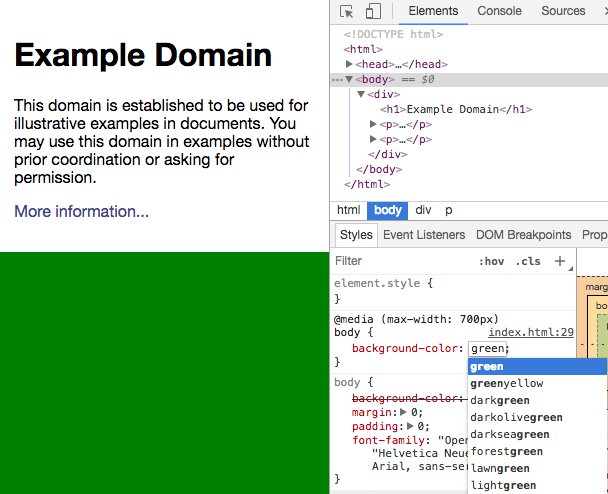 Example Domain
This domain is established to be used for
illustrative examples in documents. You
may use this domain in examples without
prior coordination or asking for
permission.
More information...
Elements Console Sources
<!DOCTYPE html>
<html>
▶<head>…</head>
…▼<body> == $0
▼<div>
<h1>Example Domain</h1>
▶<p>…</p>
▶<p>…</p>
</div>
</body>
</html>
html body div p
Styles Event Listeners DOM Breakpoints Prop
Filter :hov .cls +
element.style {
}
@media (max-width: 700px)
body { index.html:29
background-color: green;
}
body {
background-color:
margin:▶ 0;
padding:▶ 0;
font-family: "Open
"Helvetica Neue
Arial, sans-se
}
green
greenyellow
darkgreen
darkolivegreen
darkseagreen
forestgreen
lawngreen
lightgreen
marg
bo